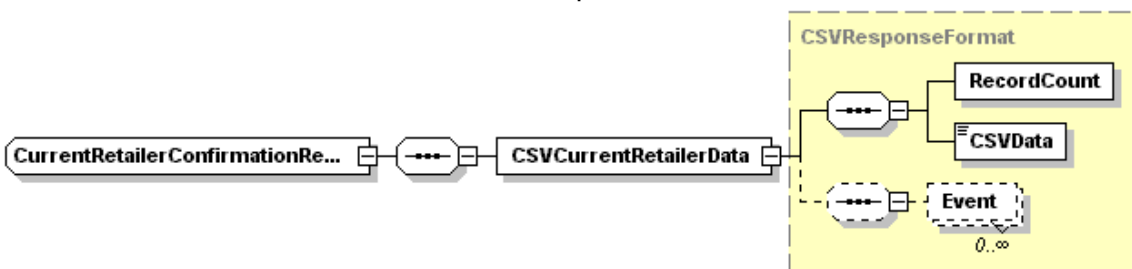 CSVResponseFormat
RecordCount
CSVData
CurrentRetailerConfirmationRe...
CSVCurrentRetailerData
Event
0..∞